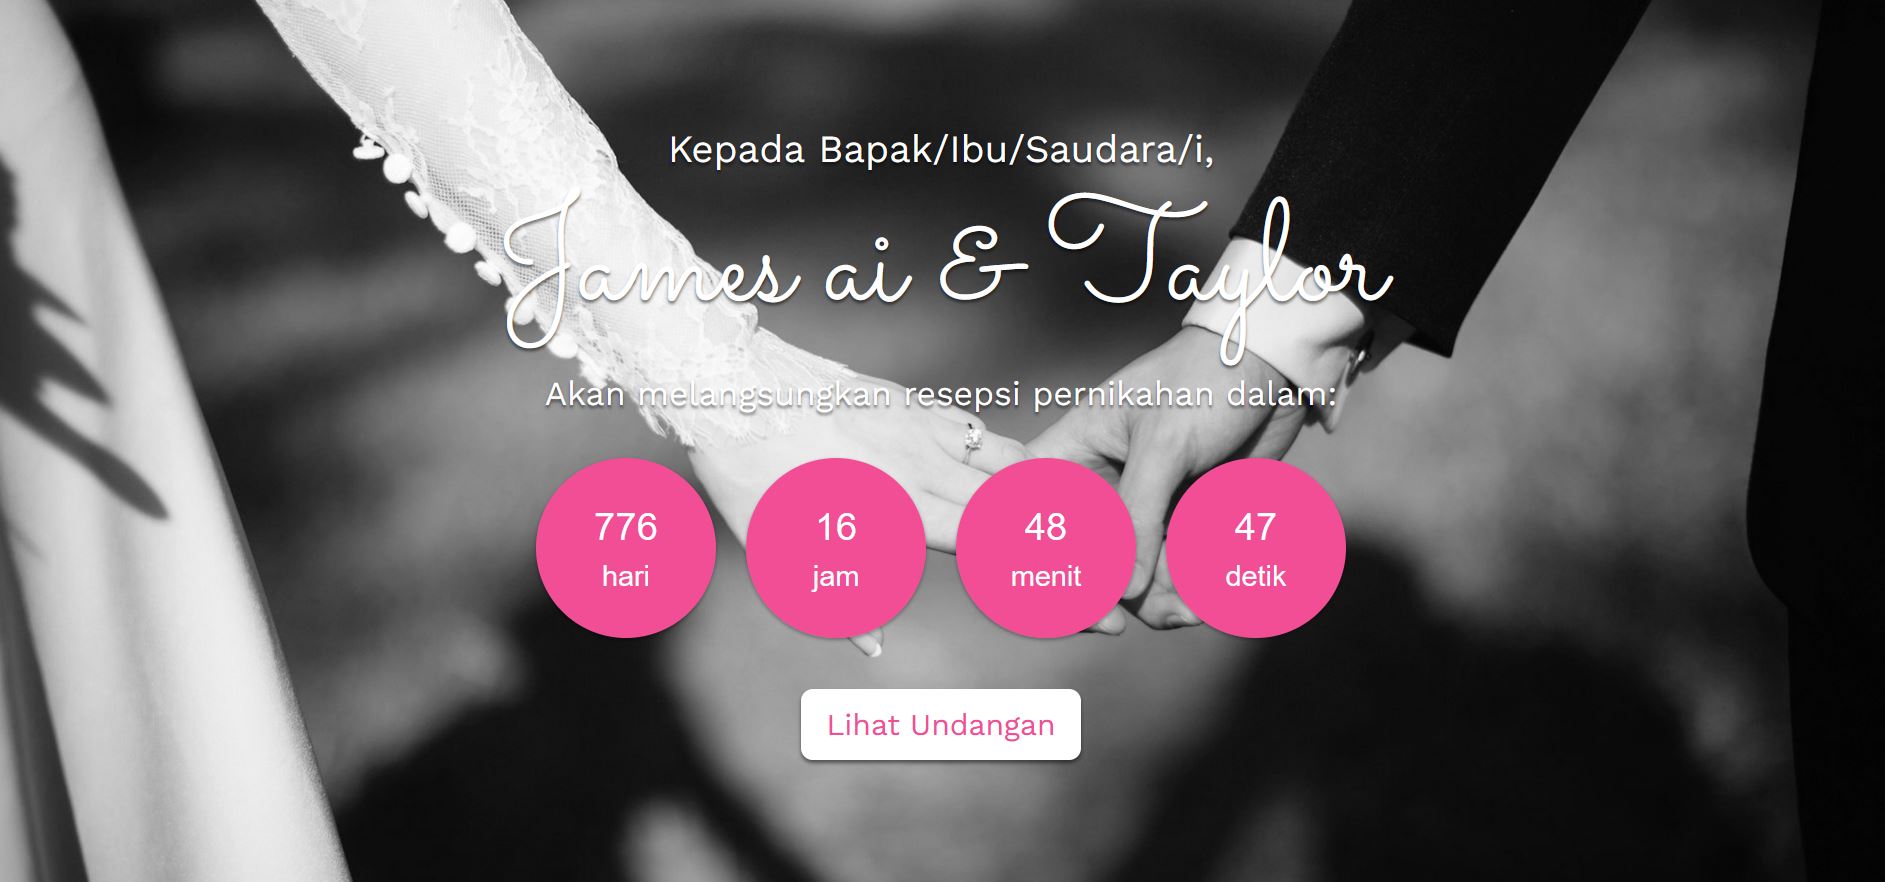 Kepada Bapak/Ibu/Saudara/i,
James ai & Taylor
Akan melangsungkan resepsi pernikahan dalam:
776 16 48 47
hari jam menit detik
Lihat Undangan